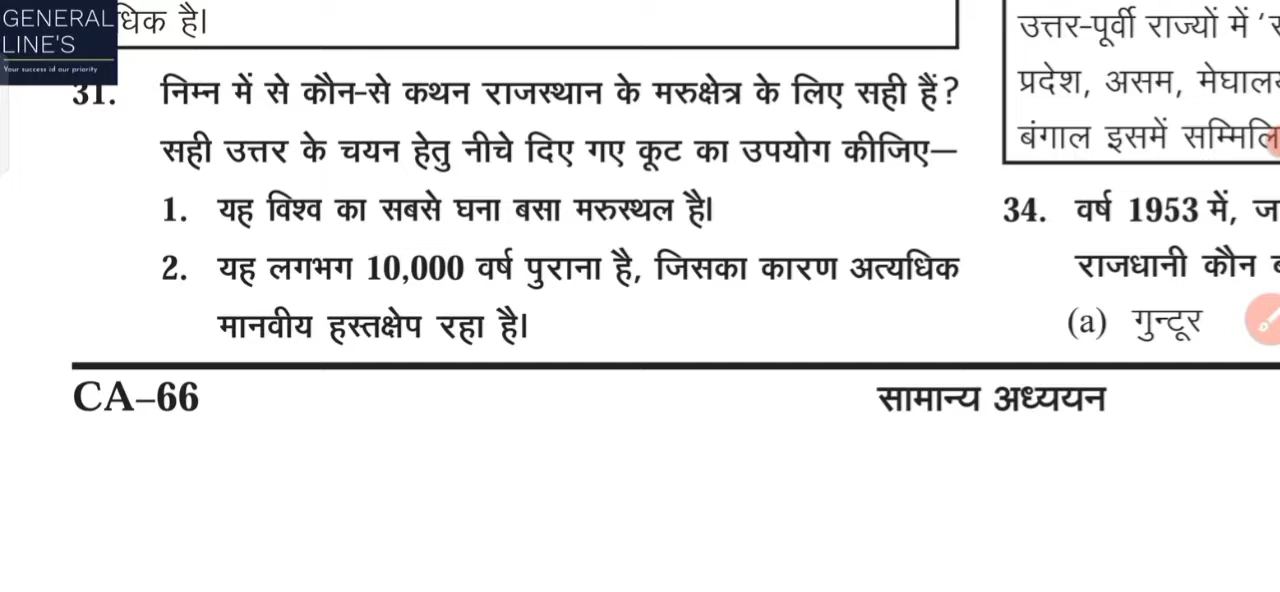 GENERAL
LINE'S
Your success id our priority
धिक है।
31. निम्न में से कौन-से कथन राजस्थान के मरुक्षेत्र के लिए सही हैं?
सही उत्तर के चयन हेतु नीचे दिए गए कूट का उपयोग कीजिए—
1. यह विश्व का सबसे घना बसा मरुस्थल है।
2. यह लगभग 10,000 वर्ष पुराना है, जिसका कारण अत्यधिक
मानवीय हस्तक्षेप रहा है।
उत्तर-पूर्वी राज्यों में '
प्रदेश, असम, मेघालय
बंगाल इसमें सम्मिलि
34. वर्ष 1953 में, ज
राजधानी कौन
(a) गुन्टूर
CA–66
सामान्य अध्ययन